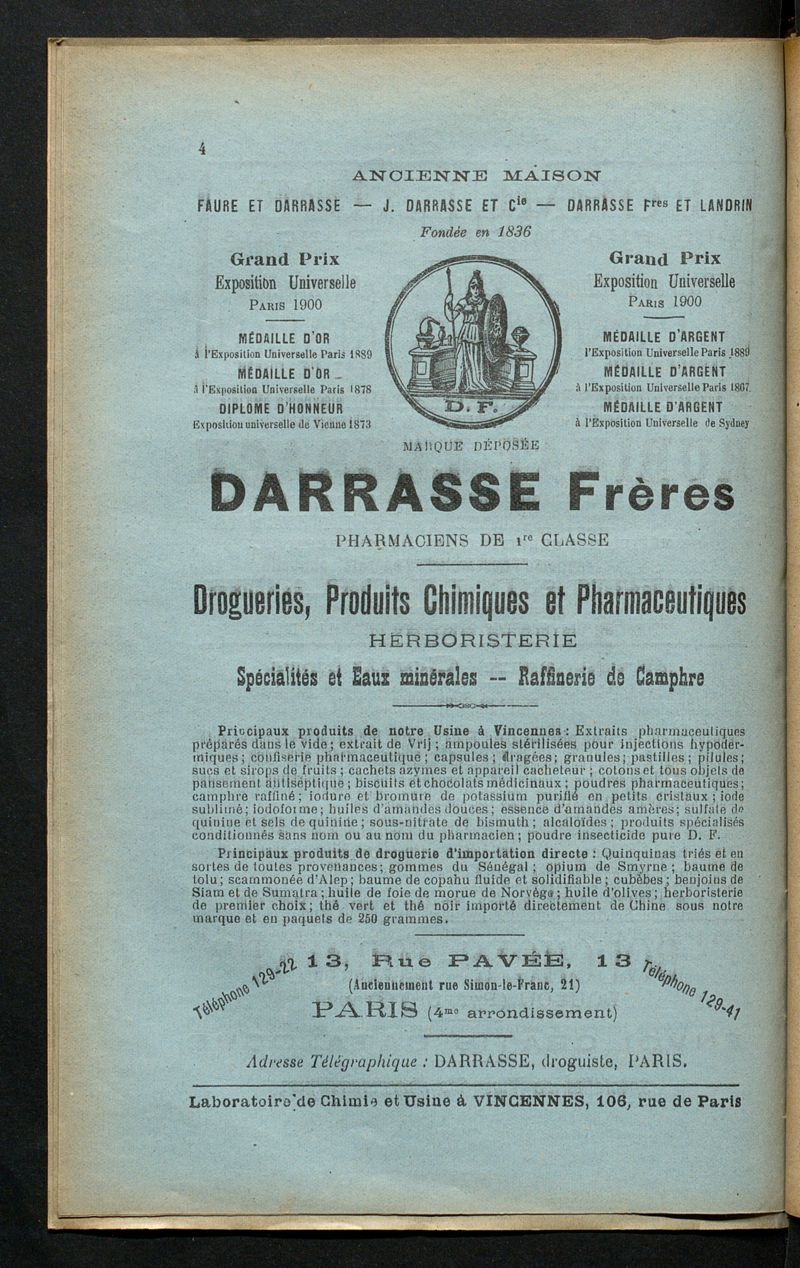 4
ANCIENNE MAISON
FAURE ET DARRASSE — J. DARRASSE ET Cie — DARRASSE Fres ET LANDRIN
Fondée en 1836
Grand Prix
Exposition Universelle
PARIS 1900
MÉDAILLE D'OR
à l'Exposition Universelle Paris 1889
MÉDAILLE D'OR
à l'Exposition Universelle Paris 1878
DIPLOME D'HONNEUR
Exposition universelle de Vienne 1873
D. F.
MARQUE DÉPOSÉE
Grand Prix
Exposition Universelle
PARIS 1900
MÉDAILLE D'ARGENT
l'Exposition Universelle Paris 1889
MÉDAILLE D'ARGENT
à l'Exposition Universelle Paris 1867
MÉDAILLE D'ARGENT
à l'Exposition Universelle de Sydney
DARRASSE Frères
PHARMACIENS DE 1re CLASSE
Drogueries, Produits Chimiques et Pharmaceutiques
HERBORISTERIE
Spécialités et Eaux minérales -- Raffinerie de Camphre
Principaux produits de notre Usine à Vincennes : Extraits pharmaceutiques
préparés dans le vide ; extrait de Vrij ; ampoules stérilisées pour injections hypoder-
miques ; confiserie pharmaceutique ; capsules ; dragées ; granules ; pastilles ; pilules ;
sucs et sirops de fruits ; cachets azymes et appareil cacheteur ; cotons et tous objets de
pansement antiséptique ; biscuits et chocolats médicinaux ; poudres pharmaceutiques ;
camphre raffiné ; iodure et bromure de potassium purifié en petits cristaux ; iode
sublimé ; iodoforme ; huiles d'amandes douces ; essence d'amandes amères ; sulfate de
quinine et sels de quinine ; sous-nitrate de bismuth ; alcaloïdes ; produits spécialisés
conditionnés sans nom ou au nom du pharmacien ; poudre insecticide pure D. F.
Principaux produits de droguerie d'importation directe : Quinquinas triés et en
sortes de toutes provenances ; gommes du Sénégal ; opium de Smyrne ; baume de
tolu ; scammonée d'Alep ; baume de copahu fluide et solidifiable ; cubèbes ; benjoins de
Siam et de Sumatra ; huile de foie de morue de Norvège ; huile d'olives ; herboristerie
de premier choix ; thé vert et thé noir importé directement de Chine sous notre
marque et en paquets de 250 grammes.
Téléphone 129-22
13, Rue PAVÉE, 13
(Anciennement rue Simon-le-Franc, 21)
PARIS (4me arrondissement)
Téléphone 129-41
Adresse Télégraphique : DARRASSE, droguiste, PARIS.
Laboratoire de Chimie et Usine à VINCENNES, 106, rue de Paris